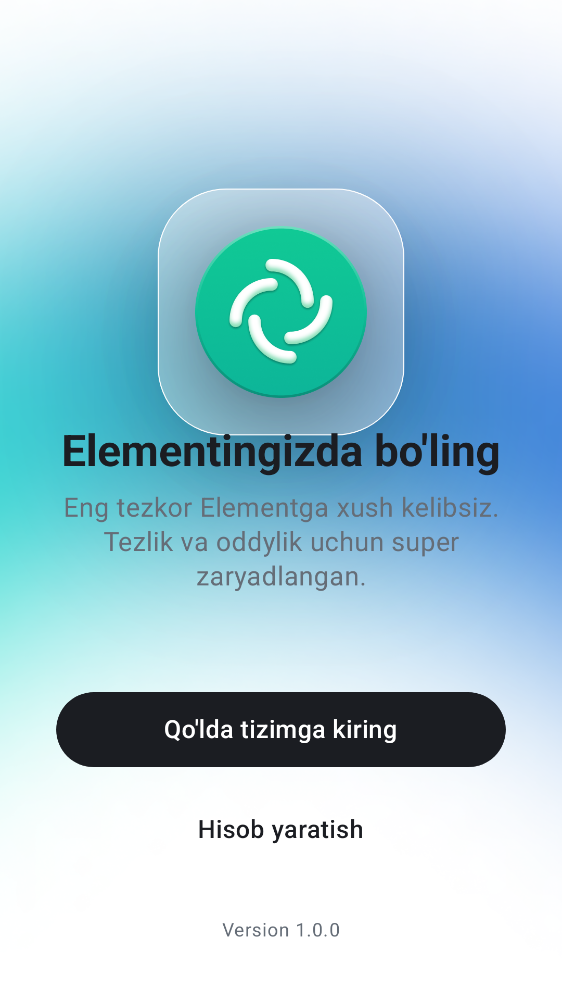 Elementingizda bo'ling
Eng tezkor Elementga xush kelibsiz.
Tezlik va oddylik uchun super
zaryadlangan.
Qo'lda tizimga kiring
Hisob yaratish
Version 1.0.0